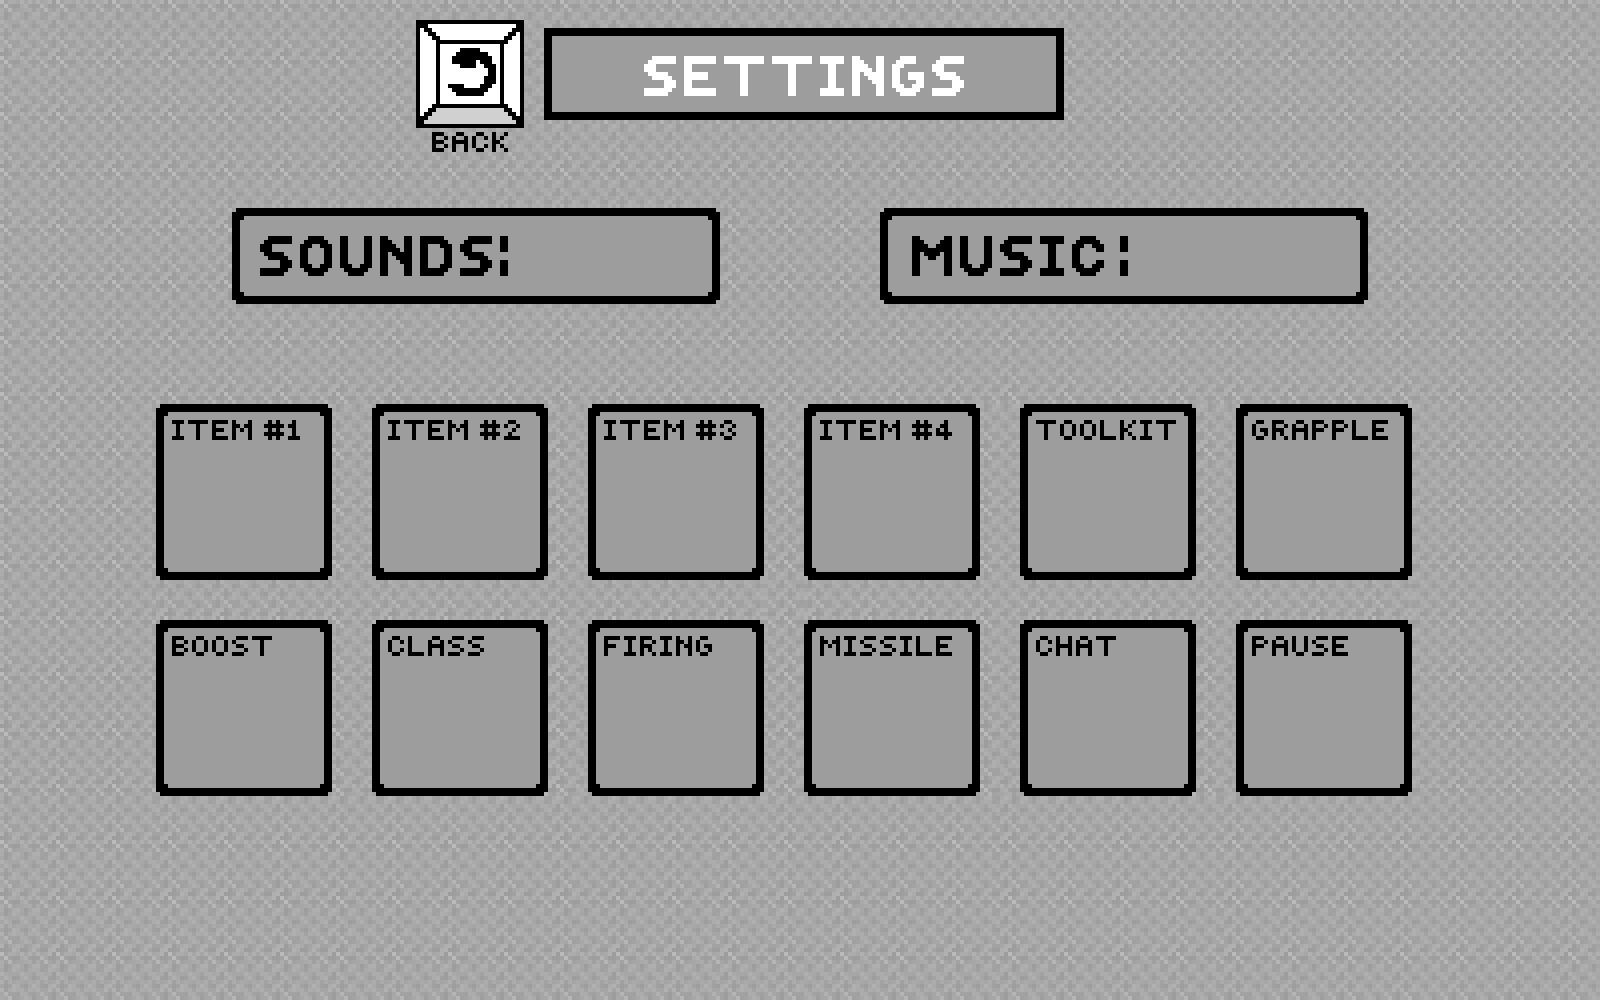 SETTINGS
BACK
SOUNDS:
MUSIC:
ITEM #1
ITEM #2
ITEM #3
ITEM #4
TOOLKIT
GRAPPLE
BOOST
CLASS
FIRING
MISSILE
CHAT
PAUSE